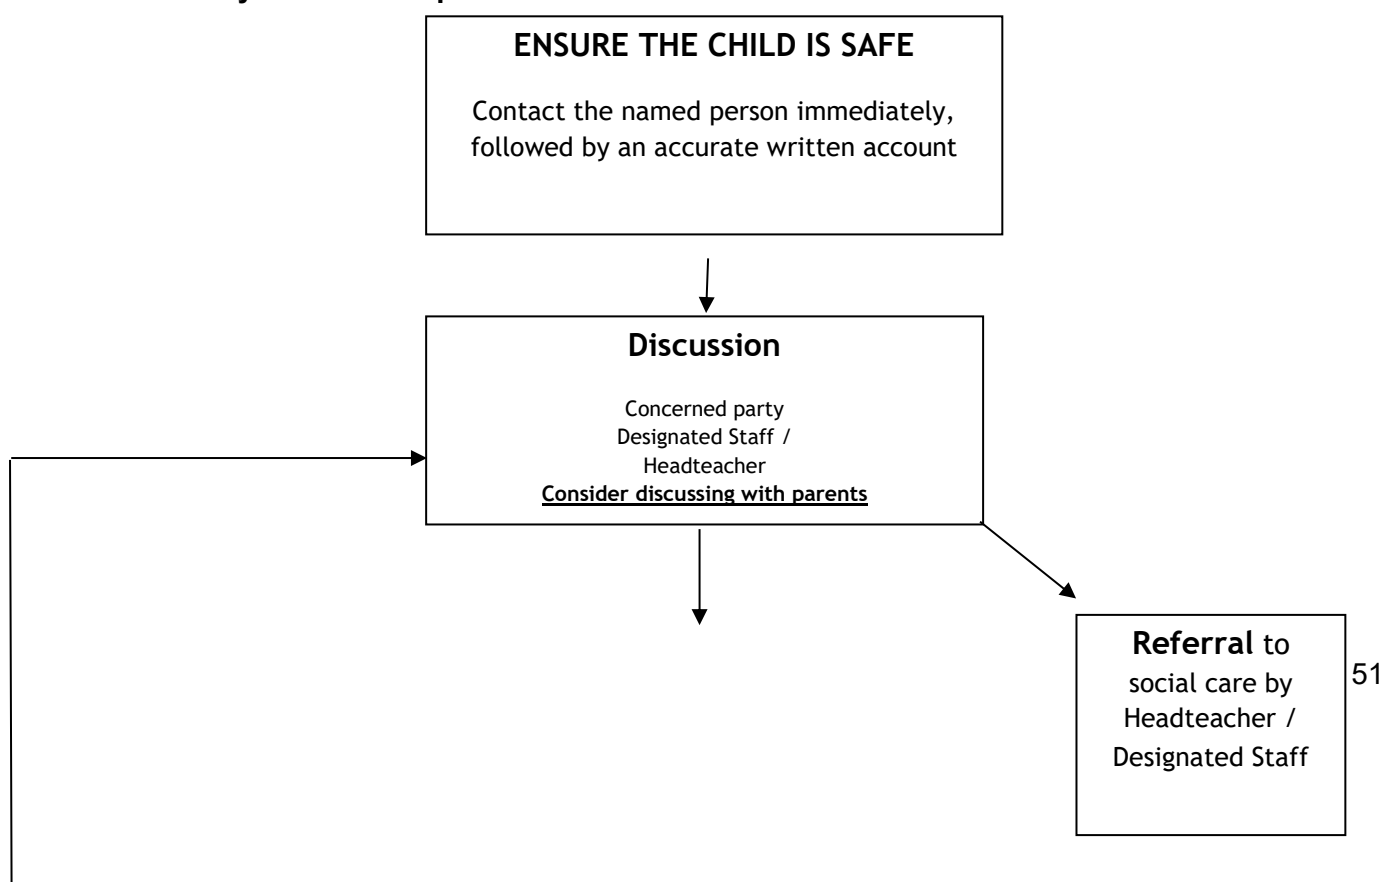 ENSURE THE CHILD IS SAFE
Contact the named person immediately,
followed by an accurate written account
Discussion
Concerned party
Designated Staff /
Headteacher
Consider discussing with parents
Referral to
social care by
Headteacher /
Designated Staff
51